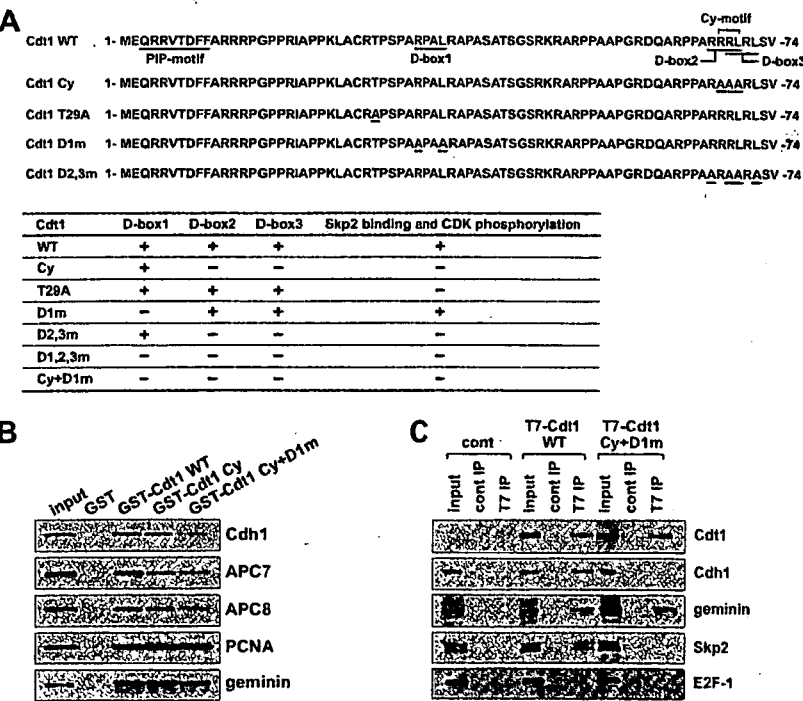 A
Cy-motif
Cdt1 WT 1- MEQRRVTDFFARRRPGPPRIAPPKLACRTPSPARPALRAPASATSGSRKRARPPAAPGRDQARPPARRRLRLSV -74
PIP-motif D-box1 D-box2 D-box3
Cdt1 Cy 1- MEQRRVTDFFARRRPGPPRIAPPKLACRTPSPARPALRAPASATSGSRKRARPPAAPGRDQARPPARAAARLSV -74
Cdt1 T29A 1- MEQRRVTDFFARRRPGPPRIAPPKLACRAPSPARPALRAPASATSGSRKRARPPAAPGRDQARPPARRRLRLSV -74
Cdt1 D1m 1- MEQRRVTDFFARRRPGPPRIAPPKLACRTPSPAAPAARAPASATSGSRKRARPPAAPGRDQARPPARRRLRLSV -74
Cdt1 D2,3m 1- MEQRRVTDFFARRRPGPPRIAPPKLACRTPSPARPALRAPASATSGSRKRARPPAAPGRDQARPPAARAARASV -74
Cdt1 D-box1 D-box2 D-box3 Skp2 binding and CDK phosphorylation
WT + + + +
Cy + - - -
T29A + + + -
D1m - + + +
D2,3m + - - -
D1,2,3m - - - -
Cy+D1m - - - -
B
input GST GST-Cdt1 WT GST-Cdt1 Cy GST-Cdt1 Cy+D1m
Cdh1
APC7
APC8
PCNA
geminin
C
cont T7-Cdt1 WT T7-Cdt1 Cy+D1m
input cont IP T7 IP input cont IP T7 IP input cont IP T7 IP
Cdt1
Cdh1
geminin
Skp2
E2F-1